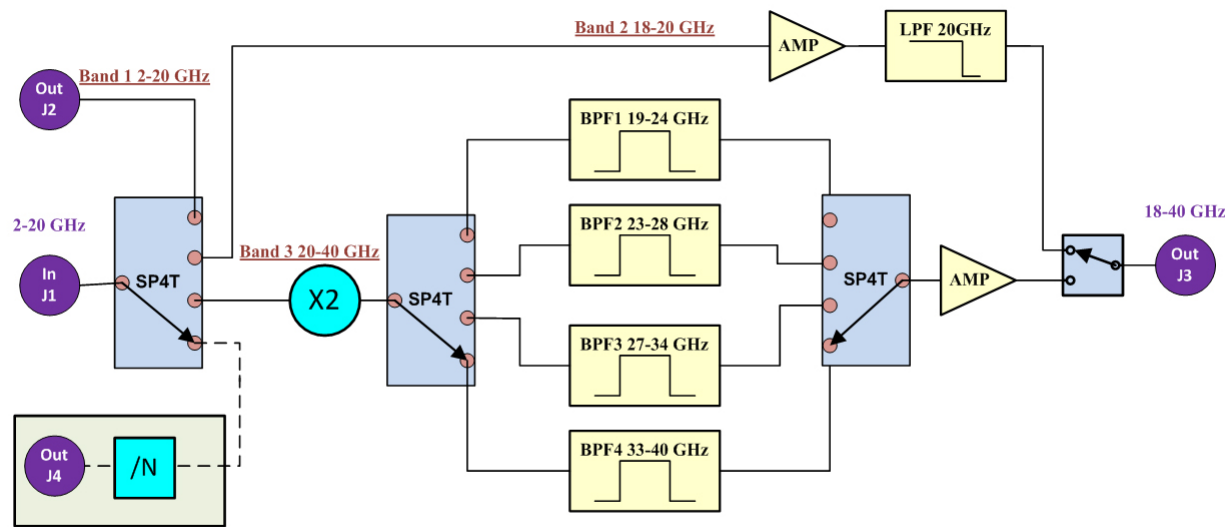 Band 2 18-20 GHz
AMP
LPF 20GHz
Band 1 2-20 GHz
Out
J2
BPF1 19-24 GHz
2-20 GHz
In
J1
SP4T
Band 3 20-40 GHz
X2
SP4T
BPF2 23-28 GHz
SP4T
AMP
18-40 GHz
Out
J3
BPF3 27-34 GHz
BPF4 33-40 GHz
Out
J4
/N